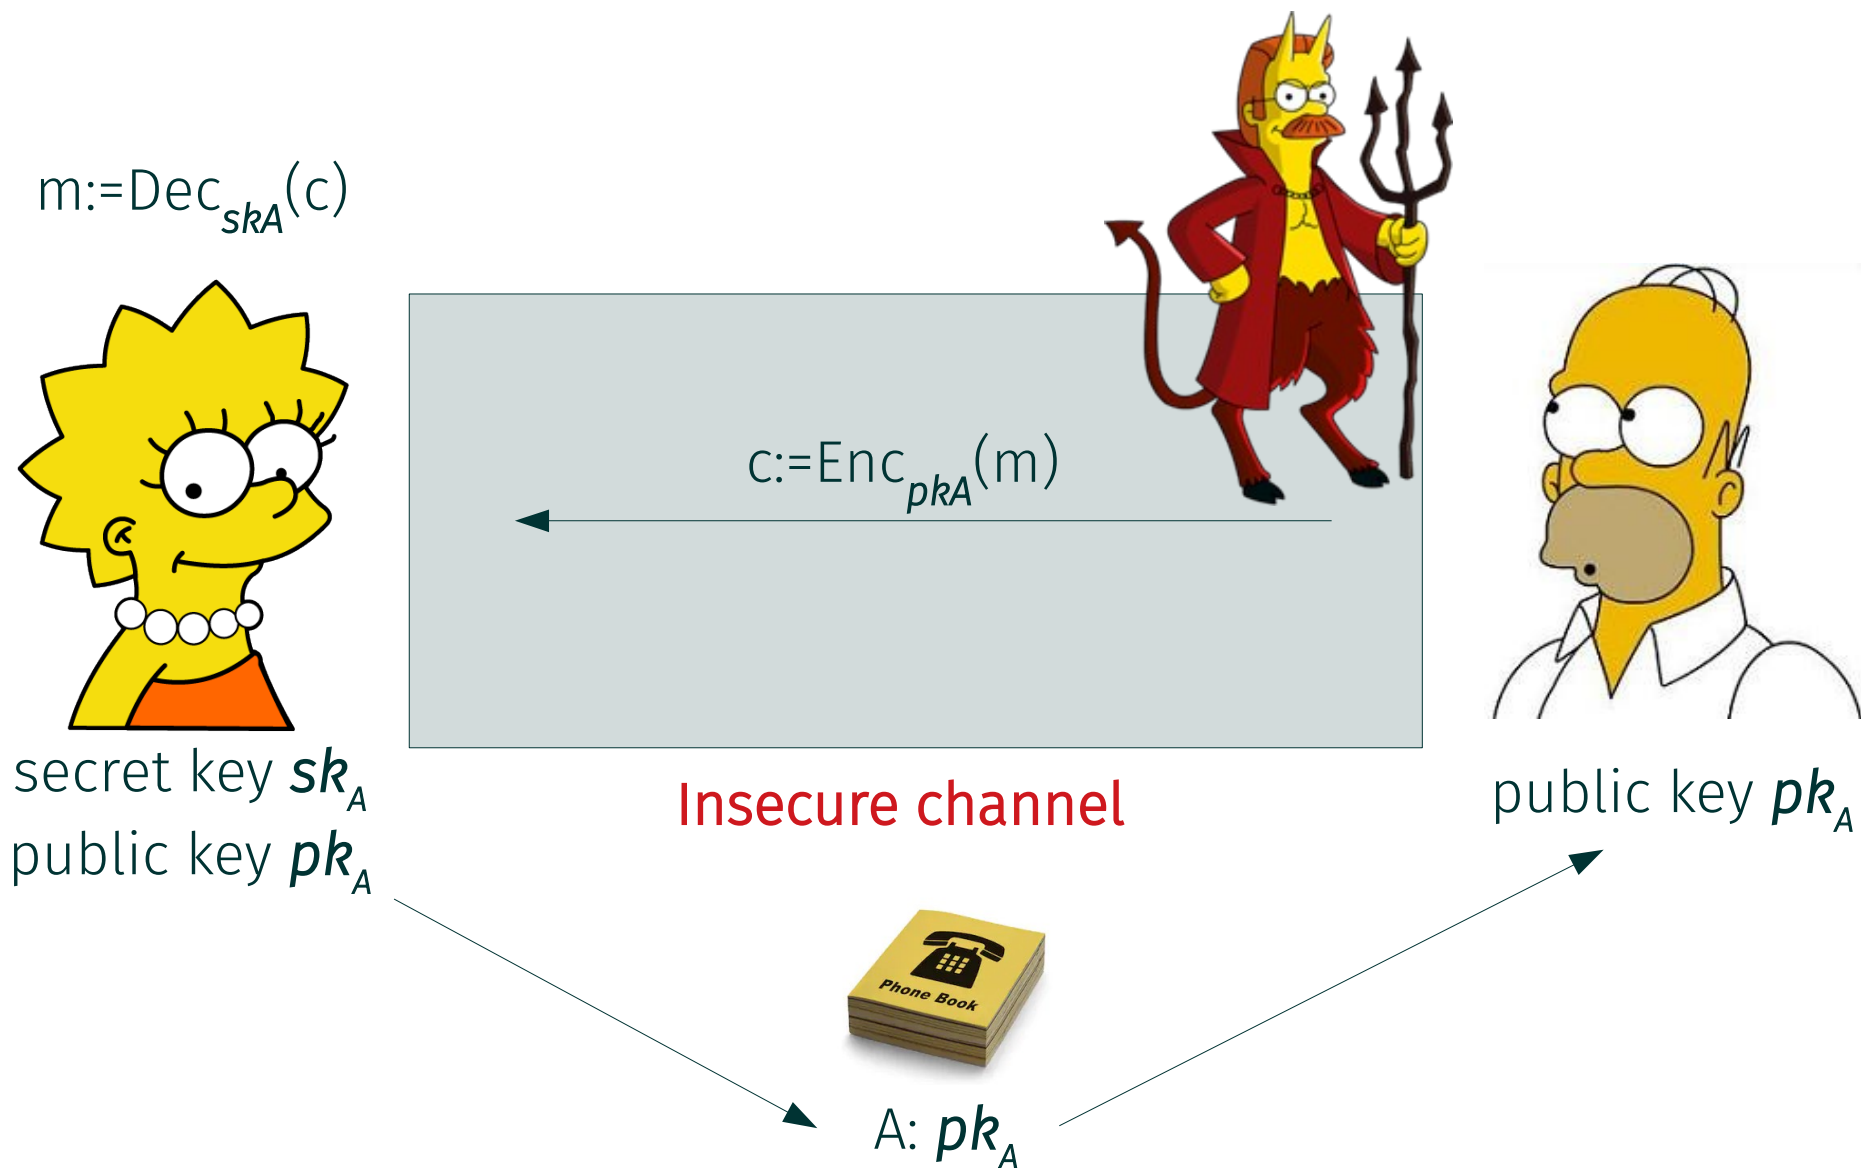 m:=Dec_skA(c)
c:=Enc_pkA(m)
secret key sk_A
public key pk_A
Insecure channel
public key pk_A
Phone Book
A: pk_A